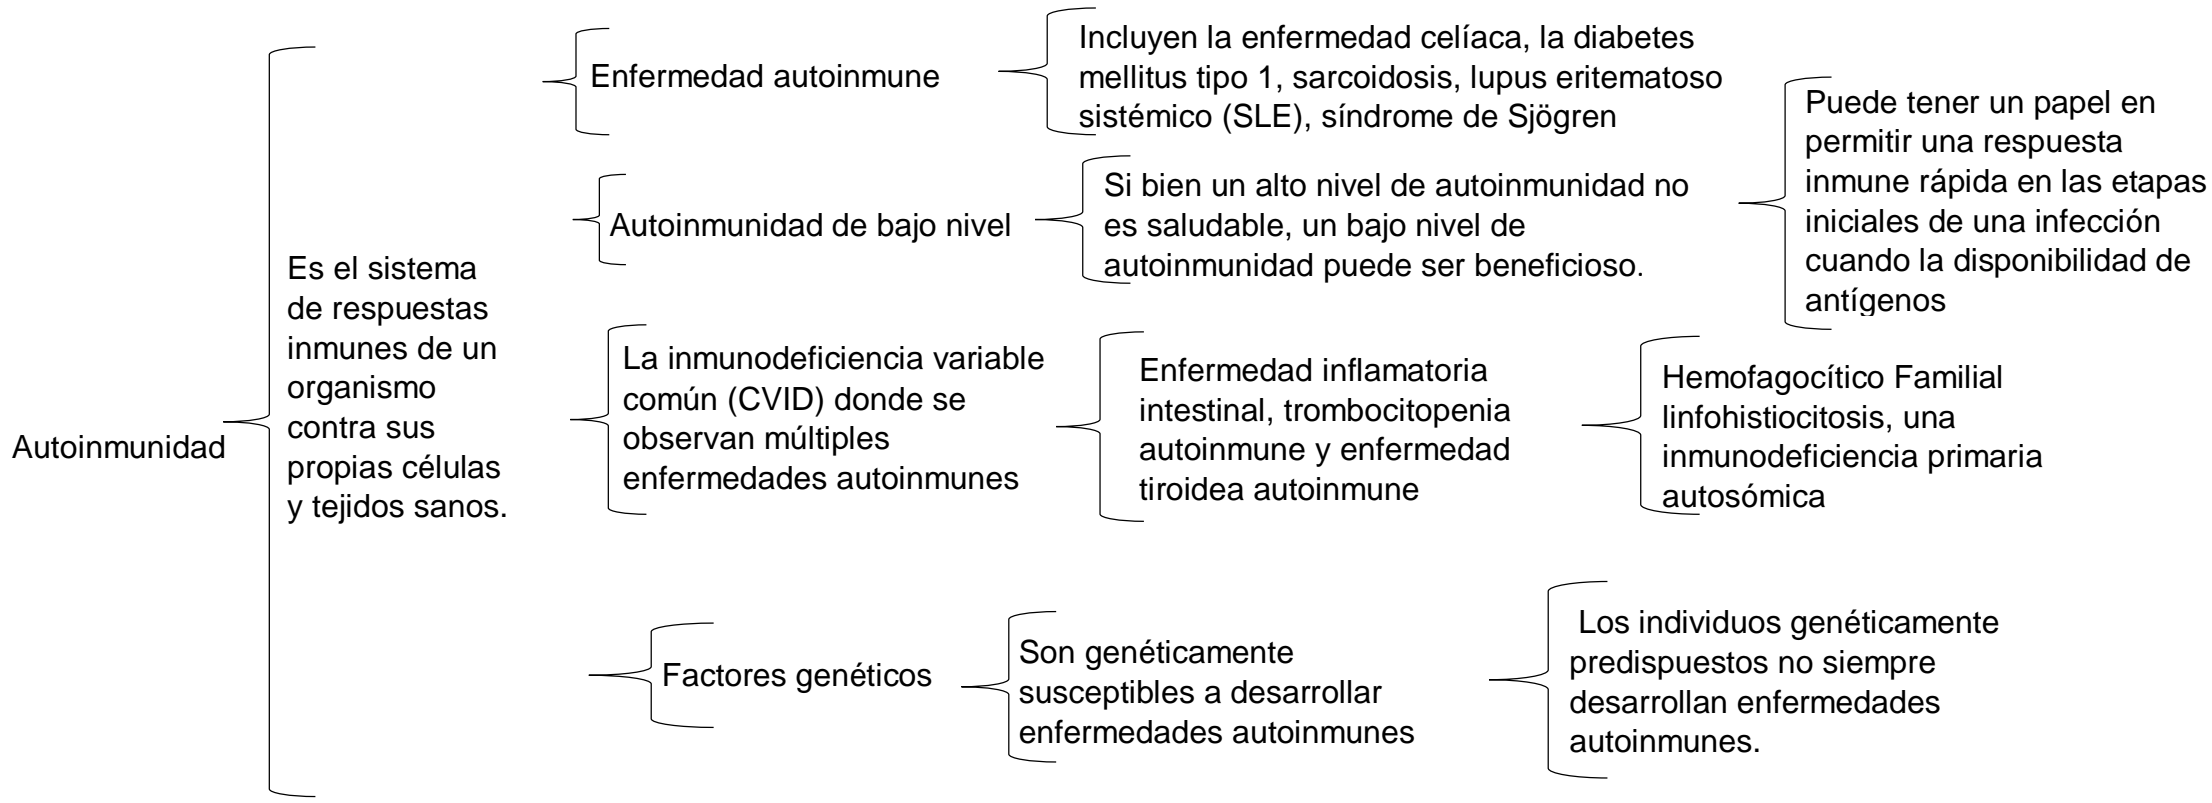 Autoinmunidad
Es el sistema
de respuestas
inmunes de un
organismo
contra sus
propias células
y tejidos sanos.
Enfermedad autoinmune
Incluyen la enfermedad celíaca, la diabetes
mellitus tipo 1, sarcoidosis, lupus eritematoso
sistémico (SLE), síndrome de Sjögren
Autoinmunidad de bajo nivel
Si bien un alto nivel de autoinmunidad no
es saludable, un bajo nivel de
autoinmunidad puede ser beneficioso.
Puede tener un papel en
permitir una respuesta
inmune rápida en las etapas
iniciales de una infección
cuando la disponibilidad de
antígenos
La inmunodeficiencia variable
común (CVID) donde se
observan múltiples
enfermedades autoinmunes
Enfermedad inflamatoria
intestinal, trombocitopenia
autoinmune y enfermedad
tiroidea autoinmune
Hemofagocítico Familial
linfohistiocitosis, una
inmunodeficiencia primaria
autosómica
Factores genéticos
Son genéticamente
susceptibles a desarrollar
enfermedades autoinmunes
Los individuos genéticamente
predispuestos no siempre
desarrollan enfermedades
autoinmunes.